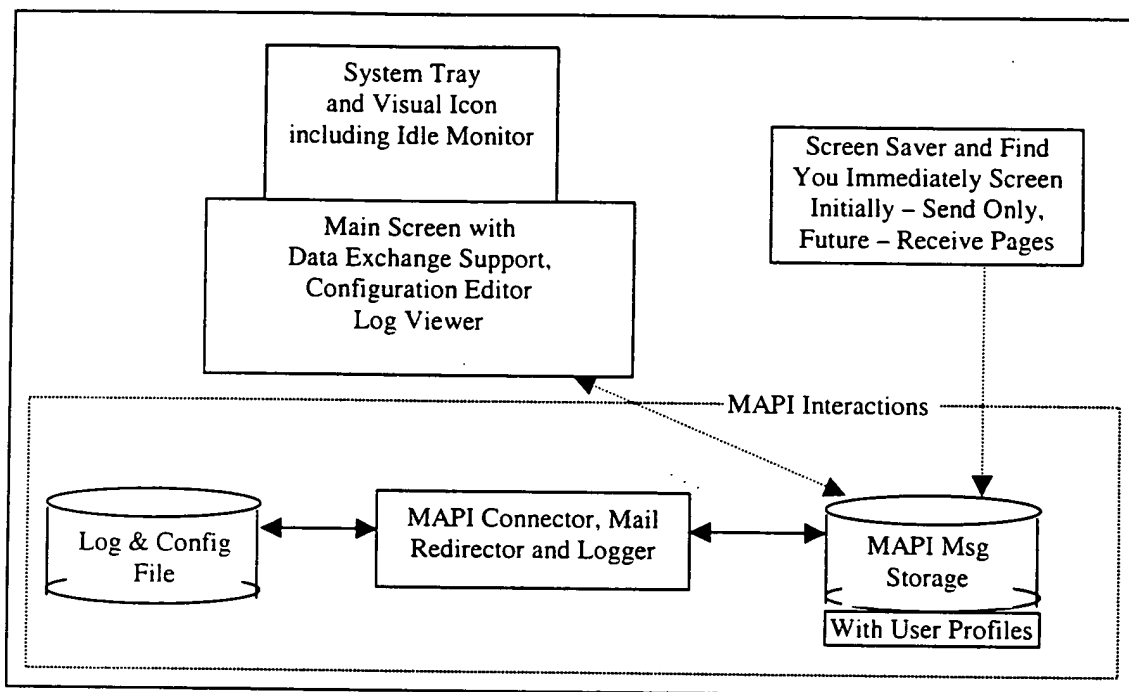 System Tray
and Visual Icon
including Idle Monitor
Screen Saver and Find
You Immediately Screen
Initially – Send Only,
Future – Receive Pages
Main Screen with
Data Exchange Support,
Configuration Editor
Log Viewer
MAPI Interactions
Log & Config
File
MAPI Connector, Mail
Redirector and Logger
MAPI Msg
Storage
With User Profiles